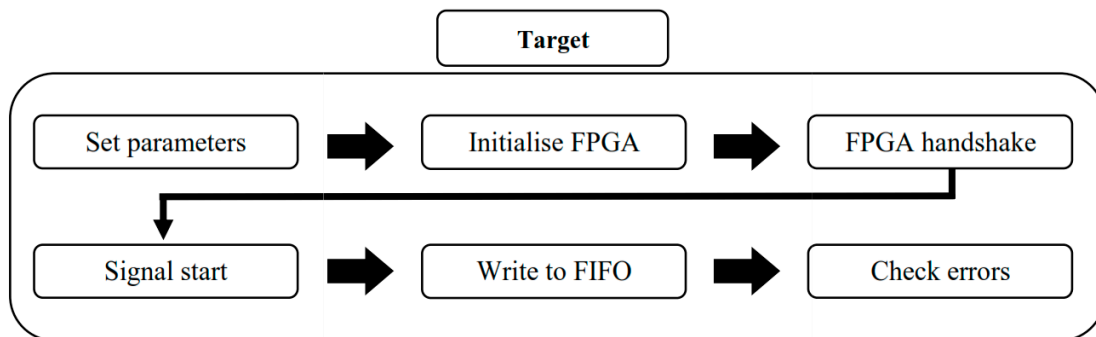 Target
Set parameters
Initialise FPGA
FPGA handshake
Signal start
Write to FIFO
Check errors